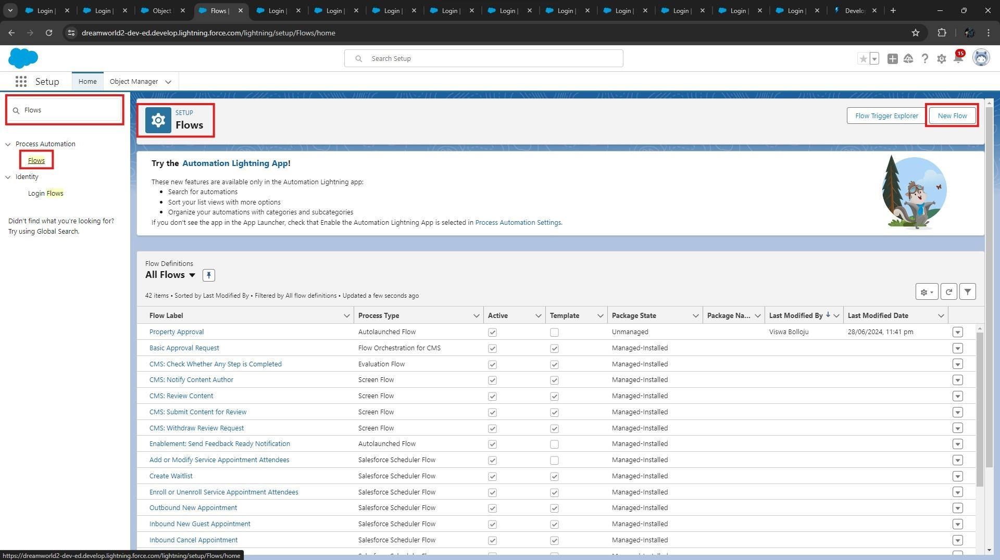 Login |
Login |
Object
Flows |
Login |
Login |
Login |
Login |
Login |
Login |
Login |
Login |
Login |
Login |
Develo
dreamworld2-dev-ed.develop.lightning.force.com/lightning/setup/Flows/home
Search Setup
15
Setup
Home
Object Manager
Flows
Process Automation
Flows
Identity
Login Flows
Didn't find what you're looking for?
Try using Global Search.
SETUP
Flows
Flow Trigger Explorer
New Flow
Try the Automation Lightning App!
These new features are available only in the Automation Lightning app:
• Search for automations
• Sort your list views with more options
• Organize your automations with categories and subcategories
If you don't see the app in the App Launcher, check that Enable the Automation Lightning App is selected in Process Automation Settings.
Flow Definitions
All Flows
42 items • Sorted by Last Modified By • Filtered by All flow definitions • Updated a few seconds ago
Flow Label Process Type Active Template Package State Package Na... Last Modified By Last Modified Date
Property Approval Autolaunched Flow Unmanaged Viswa Bolloju 28/06/2024, 11:41 pm
Basic Approval Request Flow Orchestration for CMS Managed-Installed
CMS: Check Whether Any Step is Completed Evaluation Flow Managed-Installed
CMS: Notify Content Author Screen Flow Managed-Installed
CMS: Review Content Screen Flow Managed-Installed
CMS: Submit Content for Review Screen Flow Managed-Installed
CMS: Withdraw Review Request Screen Flow Managed-Installed
Enablement: Send Feedback Ready Notification Autolaunched Flow Managed-Installed
Add or Modify Service Appointment Attendees Salesforce Scheduler Flow Managed-Installed
Create Waitlist Salesforce Scheduler Flow Managed-Installed
Enroll or Unenroll Service Appointment Attendees Salesforce Scheduler Flow Managed-Installed
Outbound New Appointment Salesforce Scheduler Flow Managed-Installed
Inbound New Guest Appointment Salesforce Scheduler Flow Managed-Installed
Inbound Cancel Appointment Salesforce Scheduler Flow Managed-Installed
https://dreamworld2-dev-ed.develop.lightning.force.com/lightning/setup/Flows/home